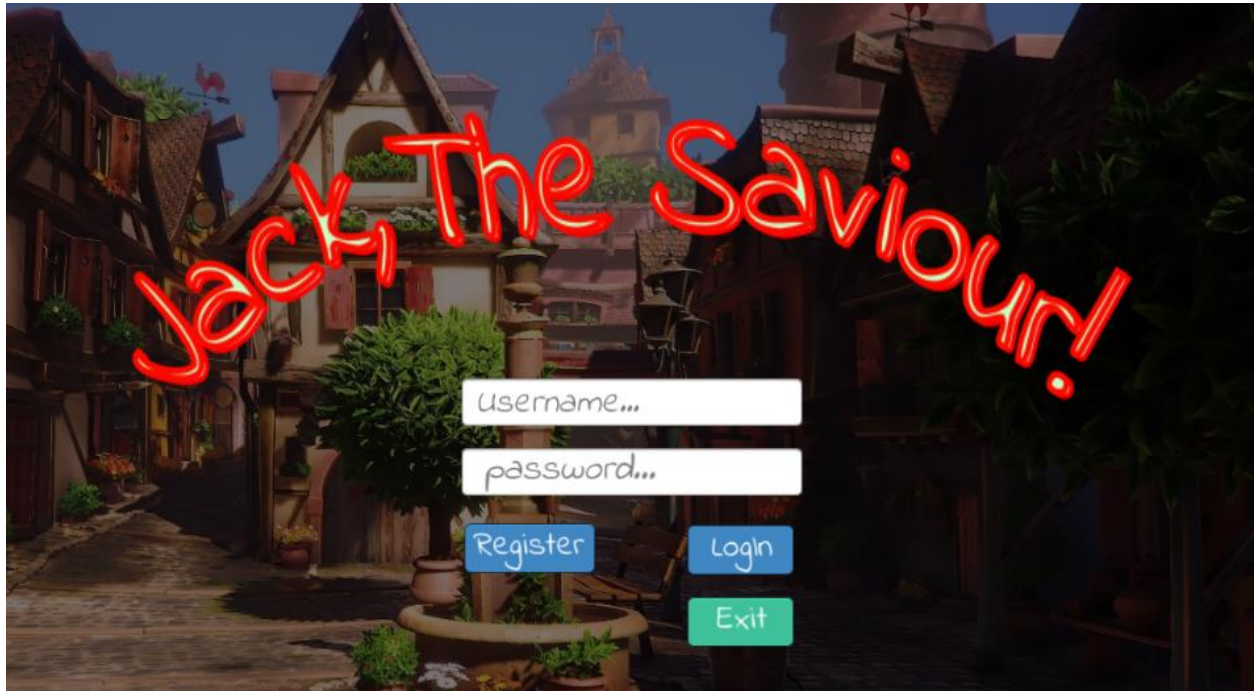 Jack, The Saviour!
username...
password...
Register
LogIn
Exit